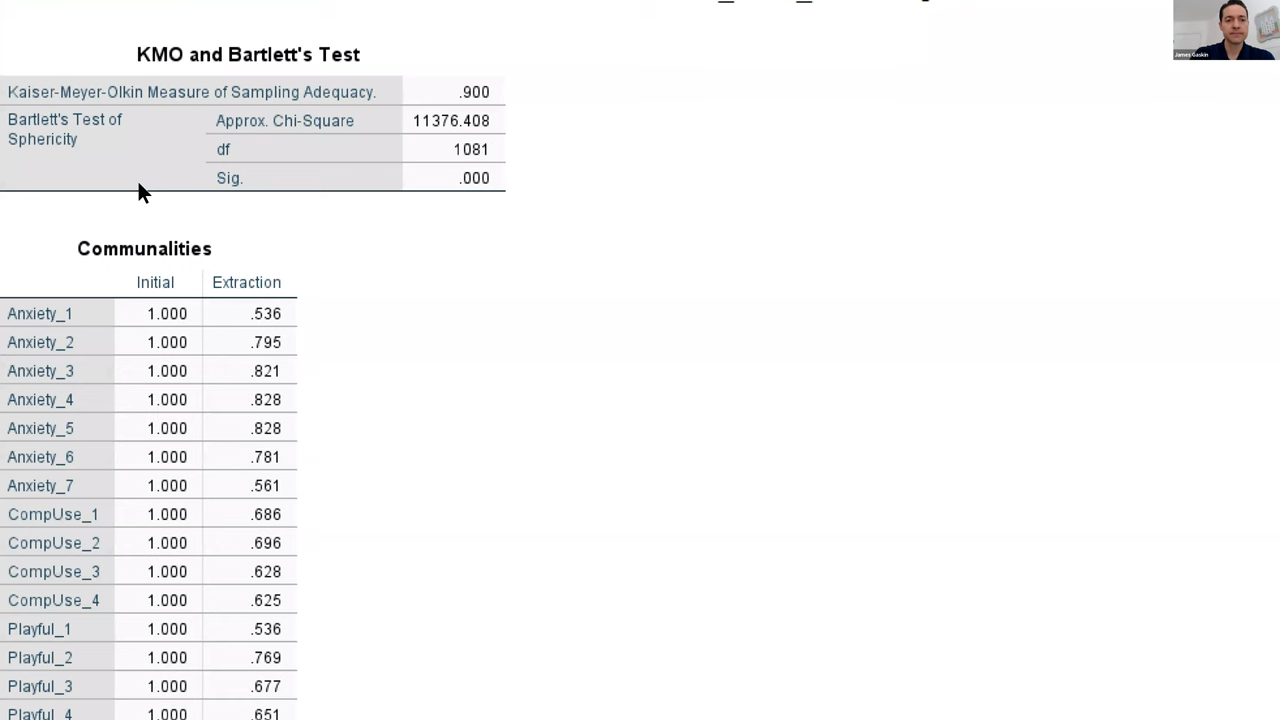 KMO and Bartlett's Test
Kaiser-Meyer-Olkin Measure of Sampling Adequacy. .900
Bartlett's Test of Sphericity Approx. Chi-Square 11376.408
df 1081
Sig. .000
Communalities
Initial Extraction
Anxiety_1 1.000 .536
Anxiety_2 1.000 .795
Anxiety_3 1.000 .821
Anxiety_4 1.000 .828
Anxiety_5 1.000 .828
Anxiety_6 1.000 .781
Anxiety_7 1.000 .561
CompUse_1 1.000 .686
CompUse_2 1.000 .696
CompUse_3 1.000 .628
CompUse_4 1.000 .625
Playful_1 1.000 .536
Playful_2 1.000 .769
Playful_3 1.000 .677
Playful_4 1.000 .651
James Gaskin